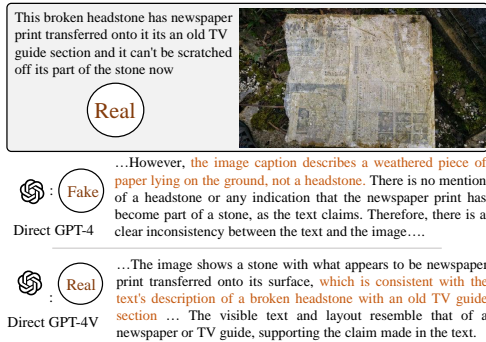 This broken headstone has newspaper
print transferred onto it its an old TV
guide section and it can't be scratched
off its part of the stone now
Real
…However, the image caption describes a weathered piece of
paper lying on the ground, not a headstone. There is no mention
of a headstone or any indication that the newspaper print has
become part of a stone, as the text claims. Therefore, there is a
clear inconsistency between the text and the image….
: Fake
Direct GPT-4
…The image shows a stone with what appears to be newspaper
print transferred onto its surface, which is consistent with the
text's description of a broken headstone with an old TV guide
section … The visible text and layout resemble that of a
newspaper or TV guide, supporting the claim made in the text.
: Real
Direct GPT-4V